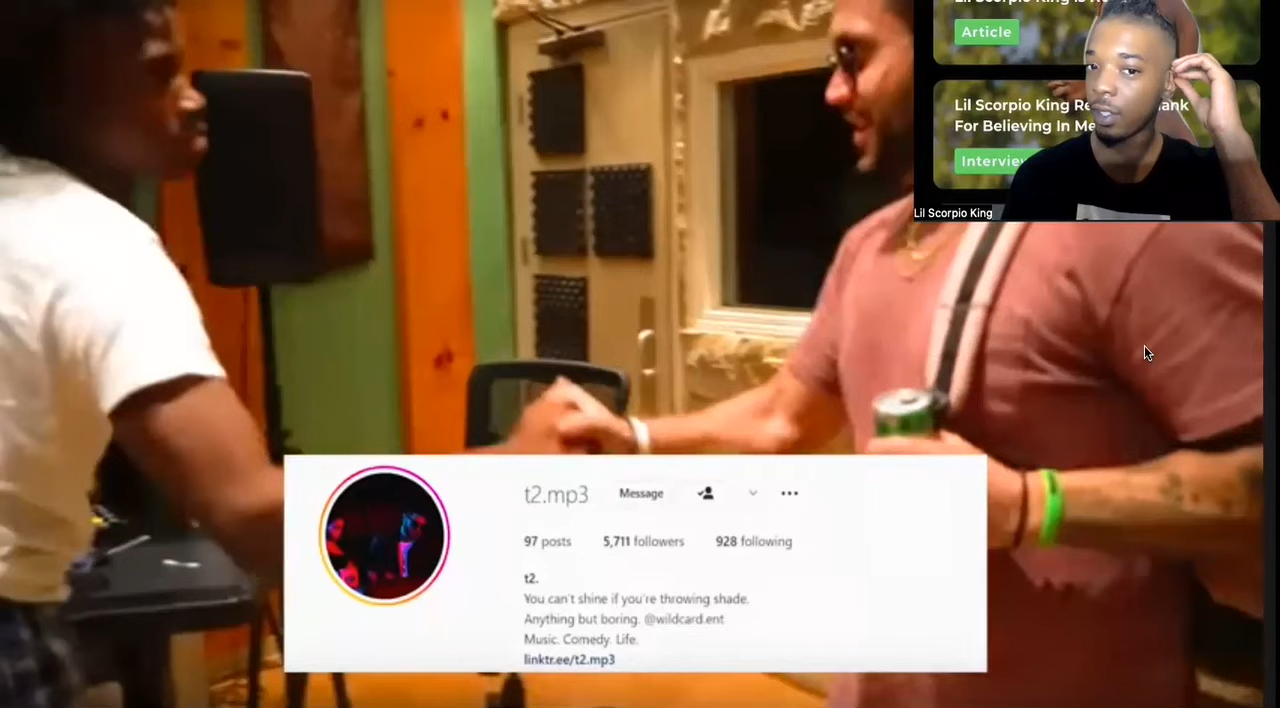 Article
Lil Scorpio King Re
ank
For Believing In Me
Interview
Lil Scorpio King
t2.mp3 Message
97 posts 5,711 followers 928 following
t2.
You can't shine if you're throwing shade.
Anything but boring. @wildcard.ent
Music. Comedy. Life.
linktr.ee/t2.mp3